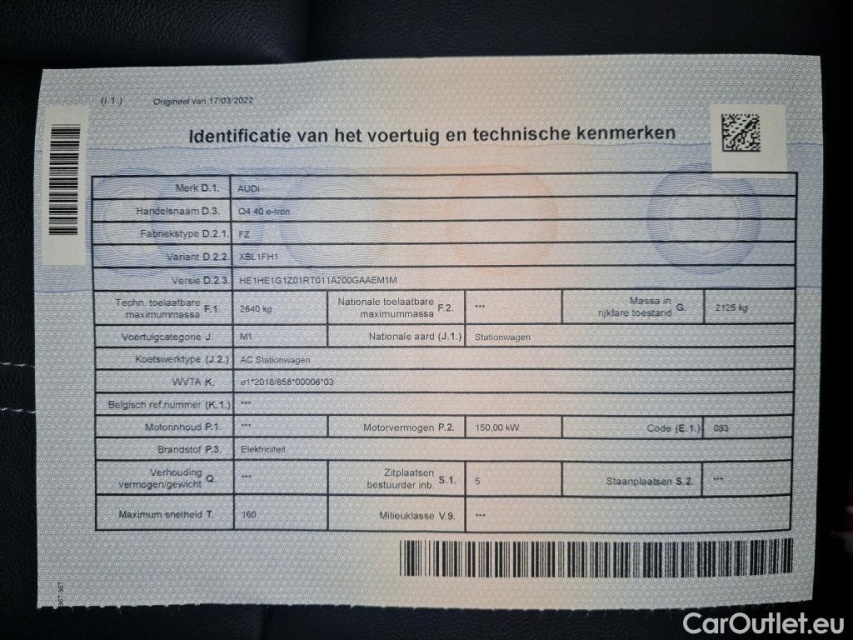 (I.1.) Origineel van 17/03/2022
Identificatie van het voertuig en technische kenmerken
Merk D.1. AUDI
Handelsnaam D.3. Q4 40 e-tron
Fabriekstype D.2.1. FZ
Variant D.2.2. XBL1FH1
Versie D.2.3. HE1HE1G1Z01RT011A200GAAEM1M
Techn. toelaatbare maximummassa F.1. 2640 kg Nationale toelaatbare maximummassa F.2. *** Massa in rijklare toestand G. 2125 kg
Voertuigcategorie J. M1 Nationale aard (J.1.) Stationwagen
Koetswerktype (J.2.) AC Stationwagen
WVTA K. e1*2018/858*00006*03
Belgisch ref.nummer (K.1.) ***
Motorinhoud P.1. *** Motorvermogen P.2. 150,00 kW Code (E.1.) 083
Brandstof P.3. Elektriciteit
Verhouding vermogen/gewicht Q. *** Zitplaatsen bestuurder inb. S.1. 5 Staanplaatsen S.2. ***
Maximum snelheid T. 160 Milieuklasse V.9. ***
CarOutlet.eu